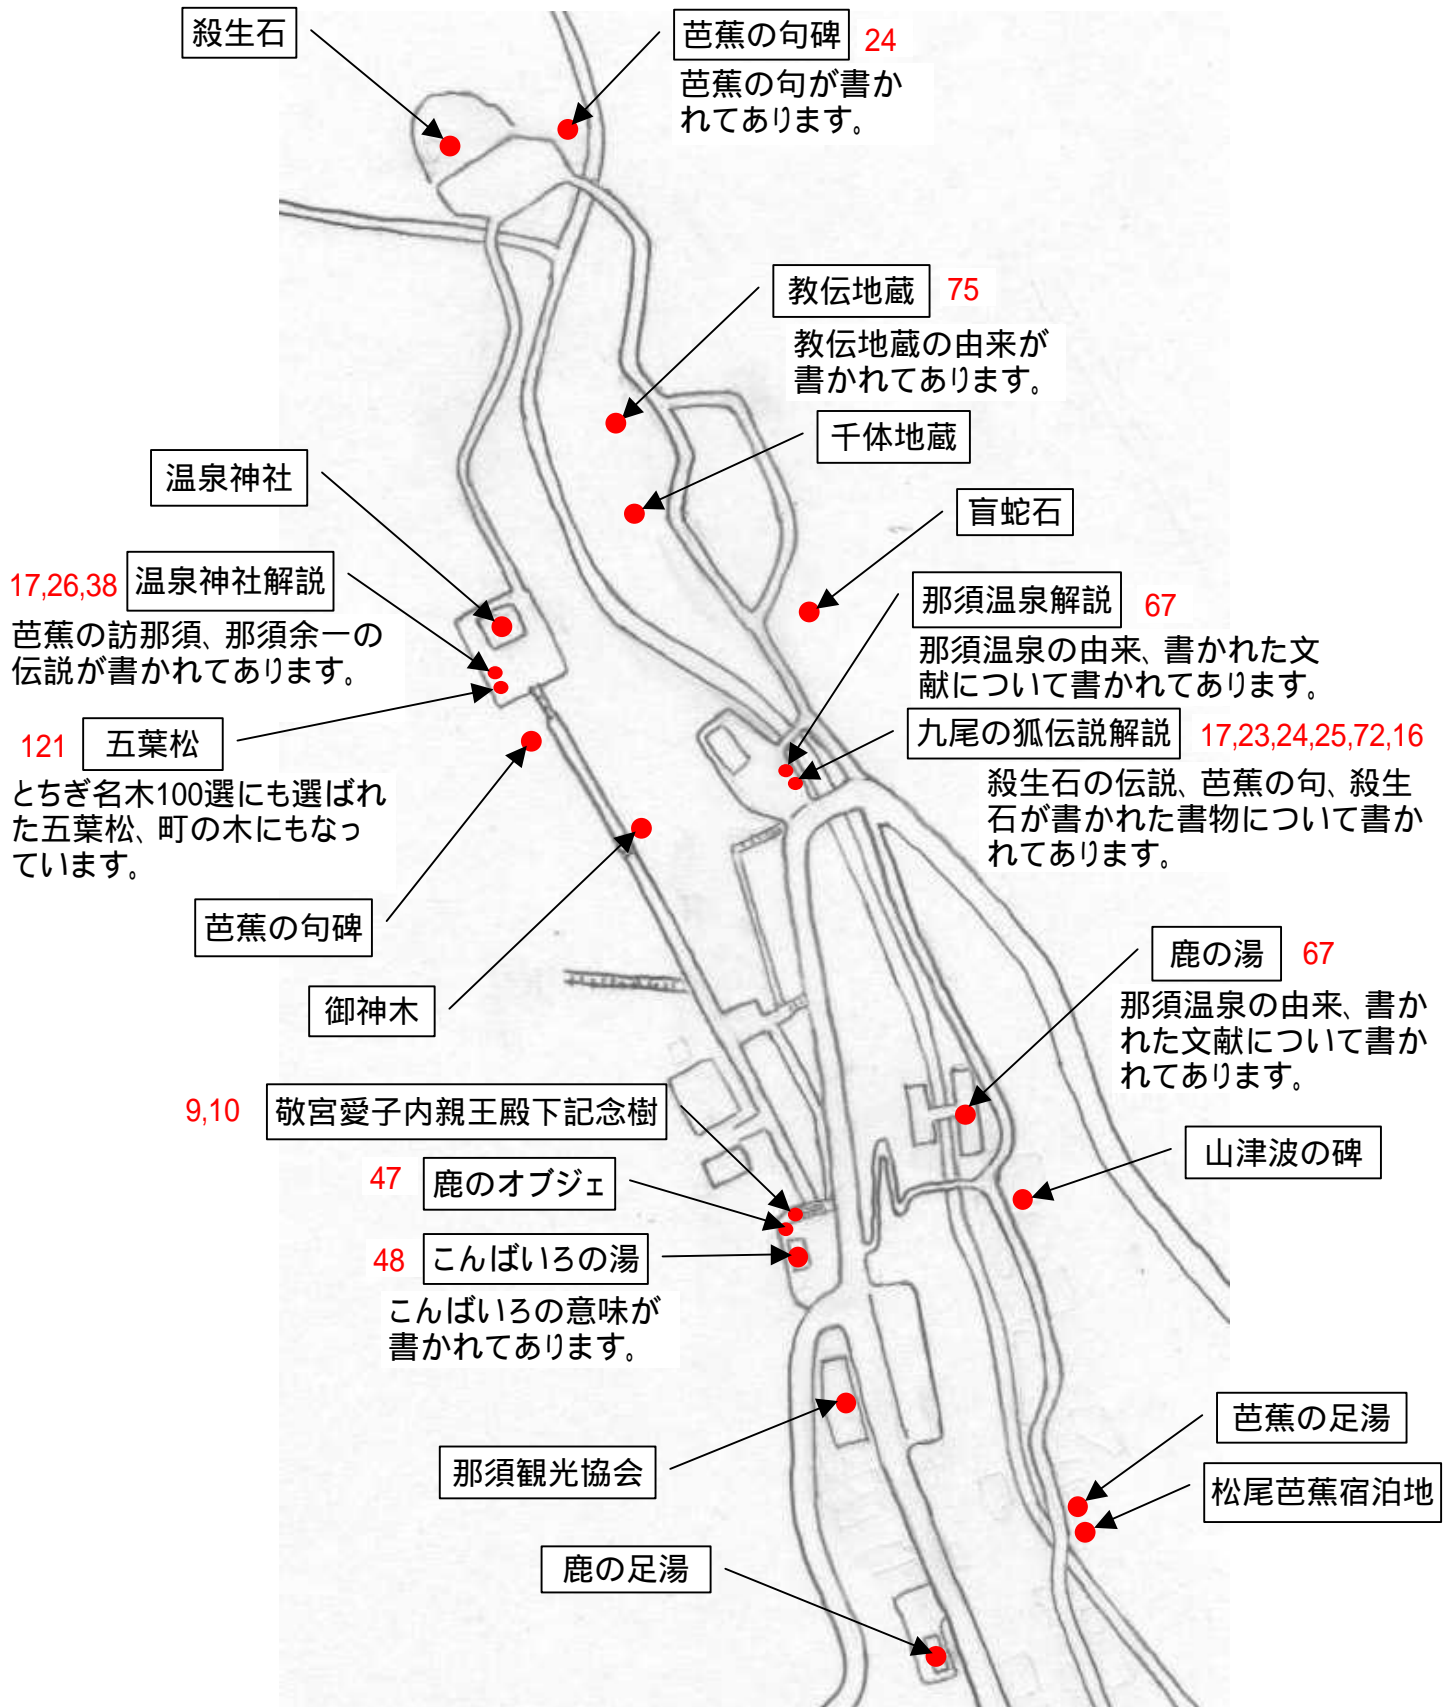 殺生石
芭蕉の句碑 24
芭蕉の句が書か
れてあります。
教伝地蔵 75
教伝地蔵の由来が
書かれてあります。
千体地蔵
温泉神社
盲蛇石
17,26,38 温泉神社解説
芭蕉の訪那須、那須余一の
伝説が書かれてあります。
那須温泉解説 67
那須温泉の由来、書かれた文
献について書かれてあります。
121 五葉松
とちぎ名木100選にも選ばれ
た五葉松、町の木にもなっ
ています。
九尾の狐伝説解説 17,23,24,25,72,16
殺生石の伝説、芭蕉の句、殺生
石が書かれた書物について書か
れてあります。
芭蕉の句碑
御神木
鹿の湯 67
那須温泉の由来、書か
れた文献について書か
れてあります。
9,10 敬宮愛子内親王殿下記念樹
山津波の碑
47 鹿のオブジェ
48 こんばいろの湯
こんばいろの意味が
書かれてあります。
芭蕉の足湯
那須観光協会
松尾芭蕉宿泊地
鹿の足湯